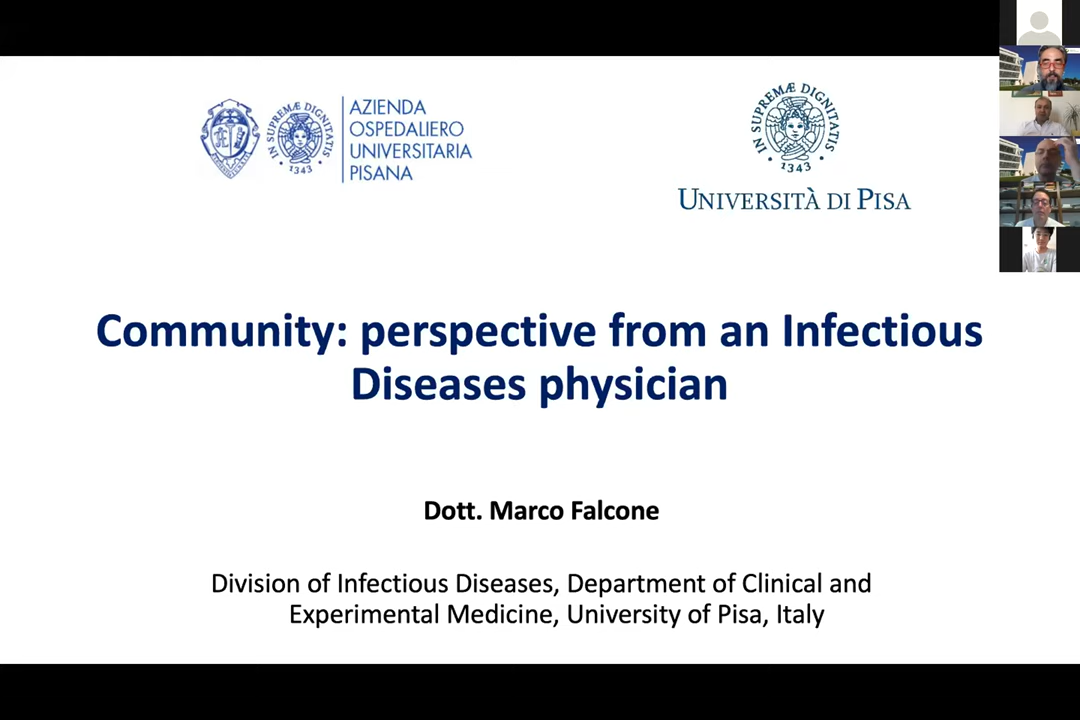 AZIENDA
OSPEDALIERO
UNIVERSITARIA
PISANA
IN SUPREMÆ DIGNITATIS
1343
IN SUPREMÆ DIGNITATIS
1343
UNIVERSITÀ DI PISA
Community: perspective from an Infectious
Diseases physician
Dott. Marco Falcone
Division of Infectious Diseases, Department of Clinical and
Experimental Medicine, University of Pisa, Italy